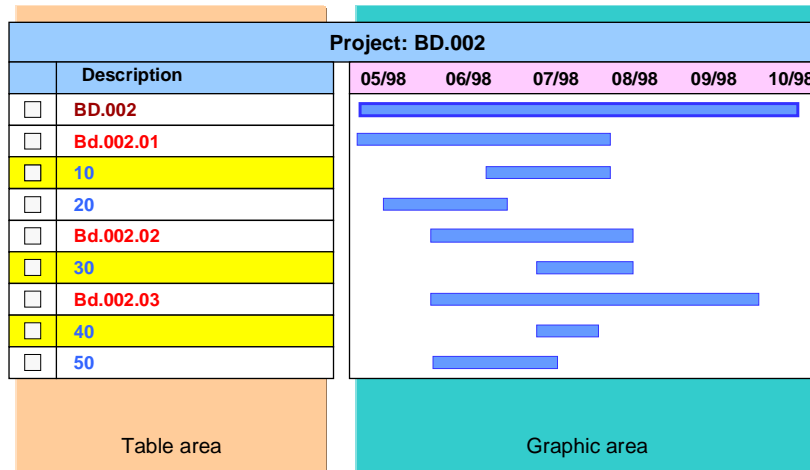 Project: BD.002
Description 05/98 06/98 07/98 08/98 09/98 10/98
BD.002
Bd.002.01
10
20
Bd.002.02
30
Bd.002.03
40
50
Table area Graphic area